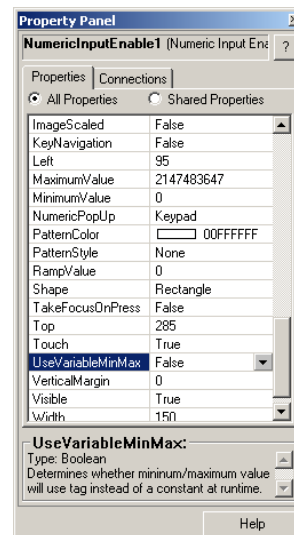 Property Panel
NumericInputEnable1 (Numeric Input Ena ?
Properties Connections
All Properties Shared Properties
ImageScaled False
KeyNavigation False
Left 95
MaximumValue 2147483647
MinimumValue 0
NumericPopUp Keypad
PatternColor 00FFFFFF
PatternStyle None
RampValue 0
Shape Rectangle
TakeFocusOnPress False
Top 285
Touch True
UseVariableMinMax False
VerticalMargin 0
Visible True
Width 150
UseVariableMinMax:
Type: Boolean
Determines whether mininum/maximum value
will use tag instead of a constant at runtime.
Help